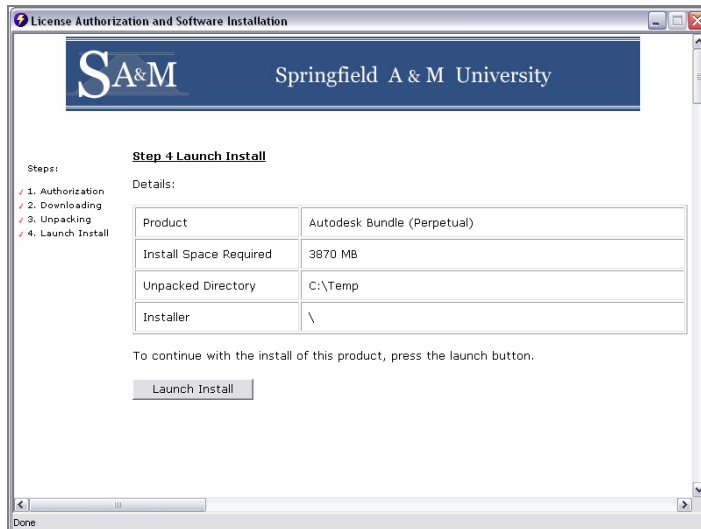 License Authorization and Software Installation
SA&M Springfield A & M University
Steps:
✓ 1. Authorization
✓ 2. Downloading
✓ 3. Unpacking
✓ 4. Launch Install
Step 4 Launch Install
Details:
Product Autodesk Bundle (Perpetual)
Install Space Required 3870 MB
Unpacked Directory C:\Temp
Installer \
To continue with the install of this product, press the launch button.
Launch Install
Done